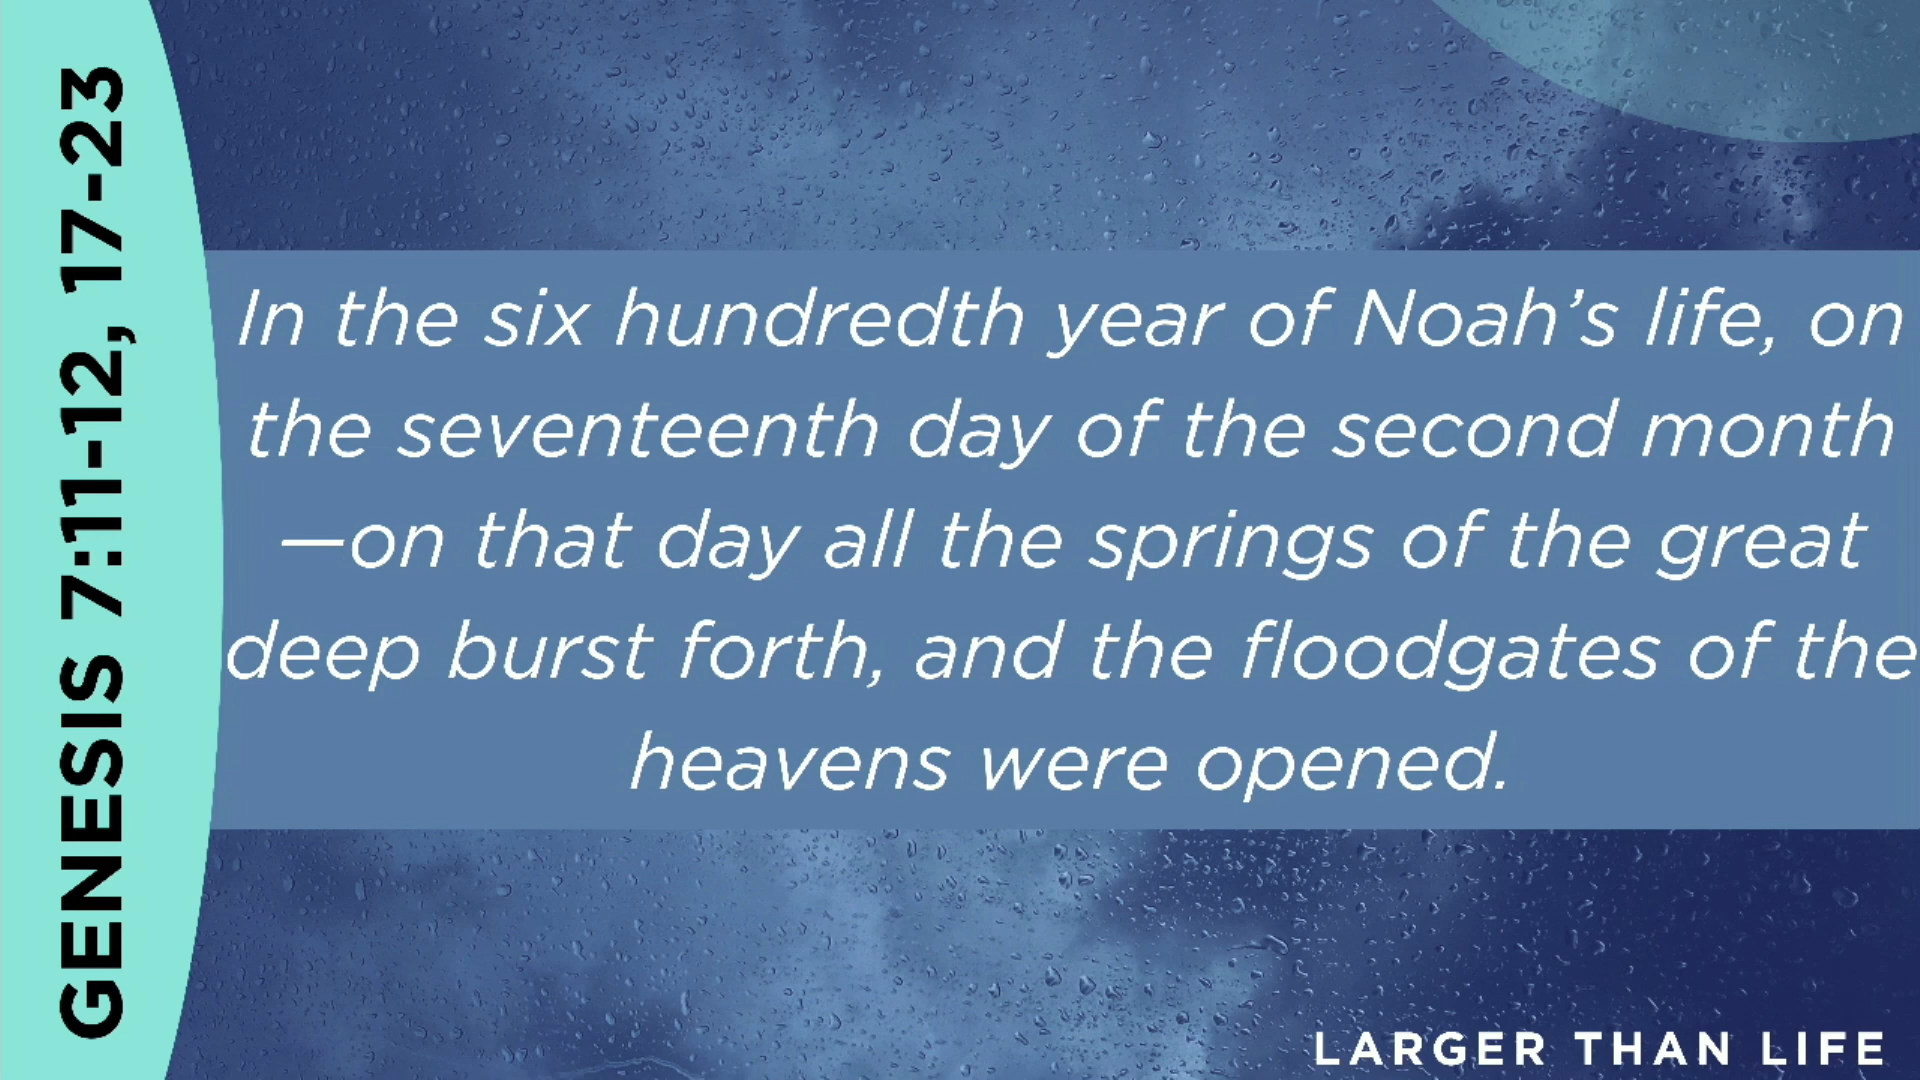 GENESIS 7:11-12, 17-23
In the six hundredth year of Noah’s life, on
the seventeenth day of the second month
—on that day all the springs of the great
deep burst forth, and the floodgates of the
heavens were opened.
LARGER THAN LIFE